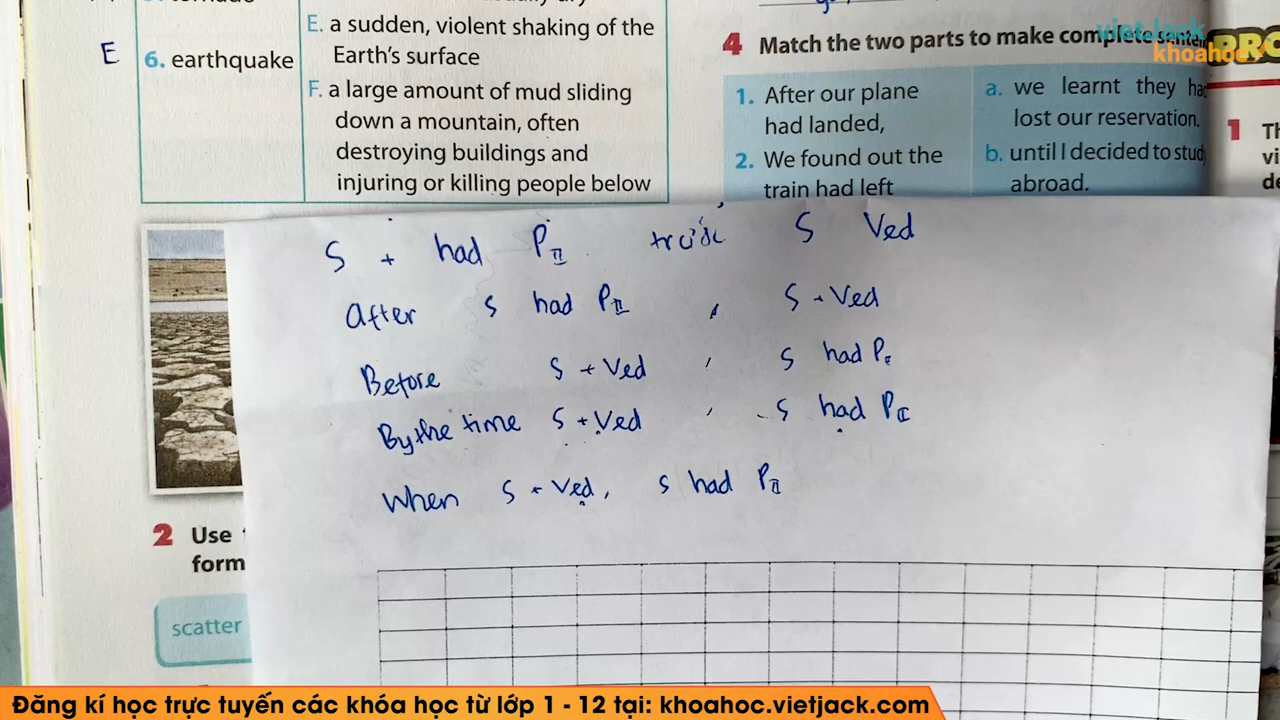 E. a sudden, violent shaking of the
Earth's surface
E
6. earthquake
F. a large amount of mud sliding
down a mountain, often
destroying buildings and
injuring or killing people below
4 Match the two parts to make complete
vietJack
khoahoc
PRO
1. After our plane
had landed,
2. We found out the
train had left
a. we learnt they ha
lost our reservation.
b. until I decided to stud
abroad.
1
vi
de
S + had PII trước S Ved
After S had PII , S + Ved
Before S + Ved , S had PII
By the time S + Ved , S had PII
When S + Ved, S had PII
2 Use
form
scatter
Đăng kí học trực tuyến các khóa học từ lớp 1 - 12 tại: khoahoc.vietjack.com